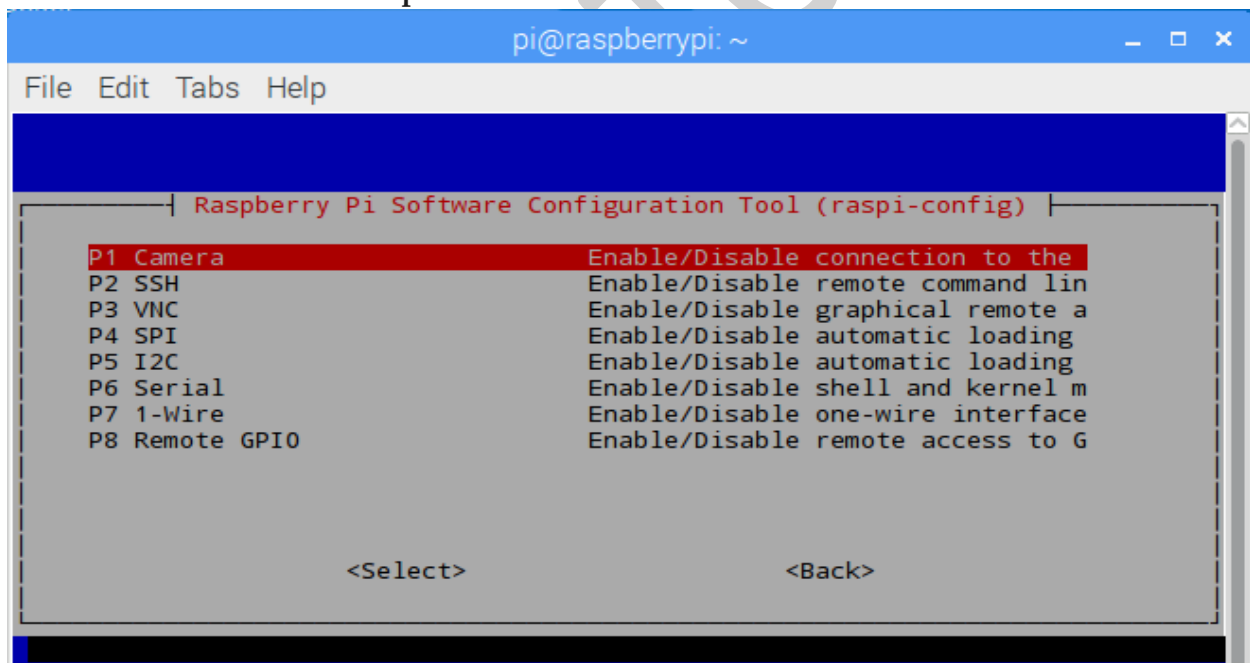 pi@raspberrypi: ~
File Edit Tabs Help
Raspberry Pi Software Configuration Tool (raspi-config)
P1 Camera Enable/Disable connection to the
P2 SSH Enable/Disable remote command lin
P3 VNC Enable/Disable graphical remote a
P4 SPI Enable/Disable automatic loading
P5 I2C Enable/Disable automatic loading
P6 Serial Enable/Disable shell and kernel m
P7 1-Wire Enable/Disable one-wire interface
P8 Remote GPIO Enable/Disable remote access to G
<Select> <Back>